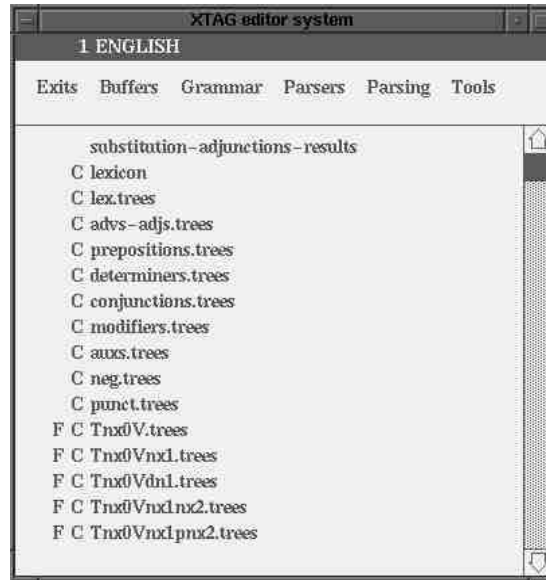 XTAG editor system
1 ENGLISH
Exits Buffers Grammar Parsers Parsing Tools
substitution-adjunctions-results
C lexicon
C lex.trees
C advs-adjs.trees
C prepositions.trees
C determiners.trees
C conjunctions.trees
C modifiers.trees
C auxs.trees
C neg.trees
C punct.trees
F C Tnx0V.trees
F C Tnx0Vnx1.trees
F C Tnx0Vdn1.trees
F C Tnx0Vnx1nx2.trees
F C Tnx0Vnx1pnx2.trees